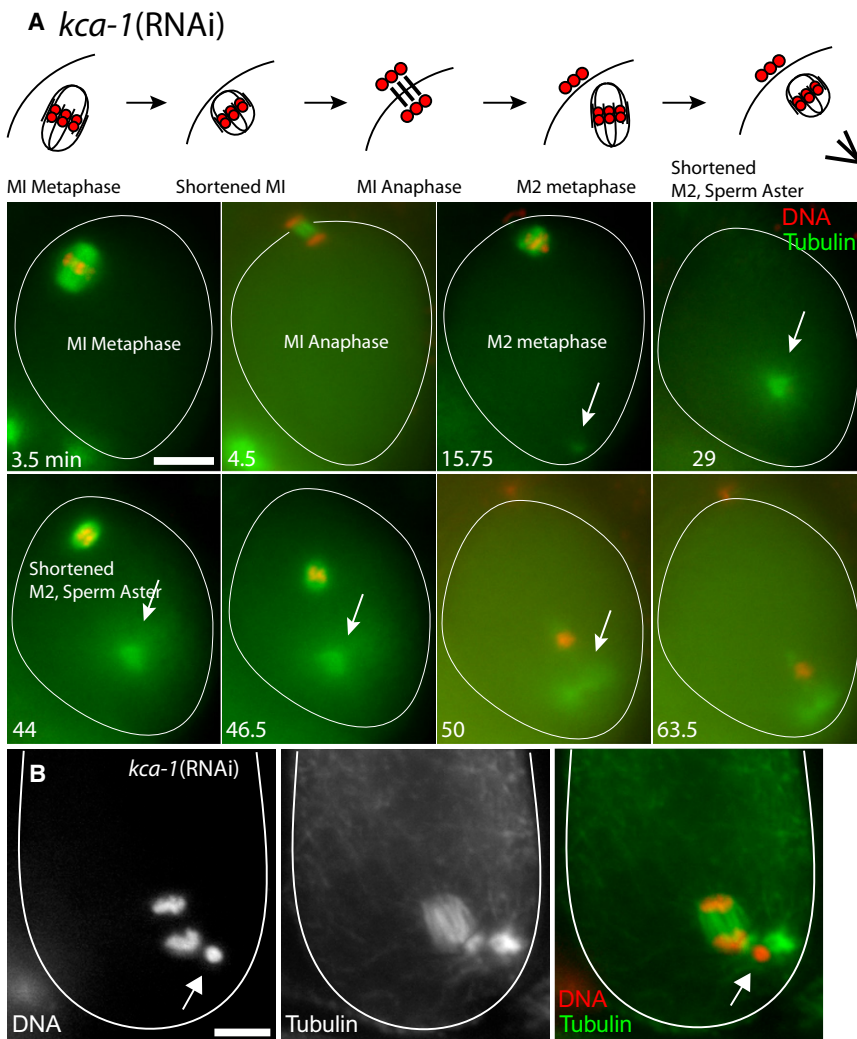 A kca-1(RNAi)
MI Metaphase
Shortened MI
MI Anaphase
M2 metaphase
Shortened
M2, Sperm Aster
MI Metaphase
3.5 min
MI Anaphase
4.5
M2 metaphase
15.75
DNA
Tubulin
29
Shortened
M2, Sperm Aster
44
46.5
50
63.5
B kca-1(RNAi)
DNA
Tubulin
DNA
Tubulin